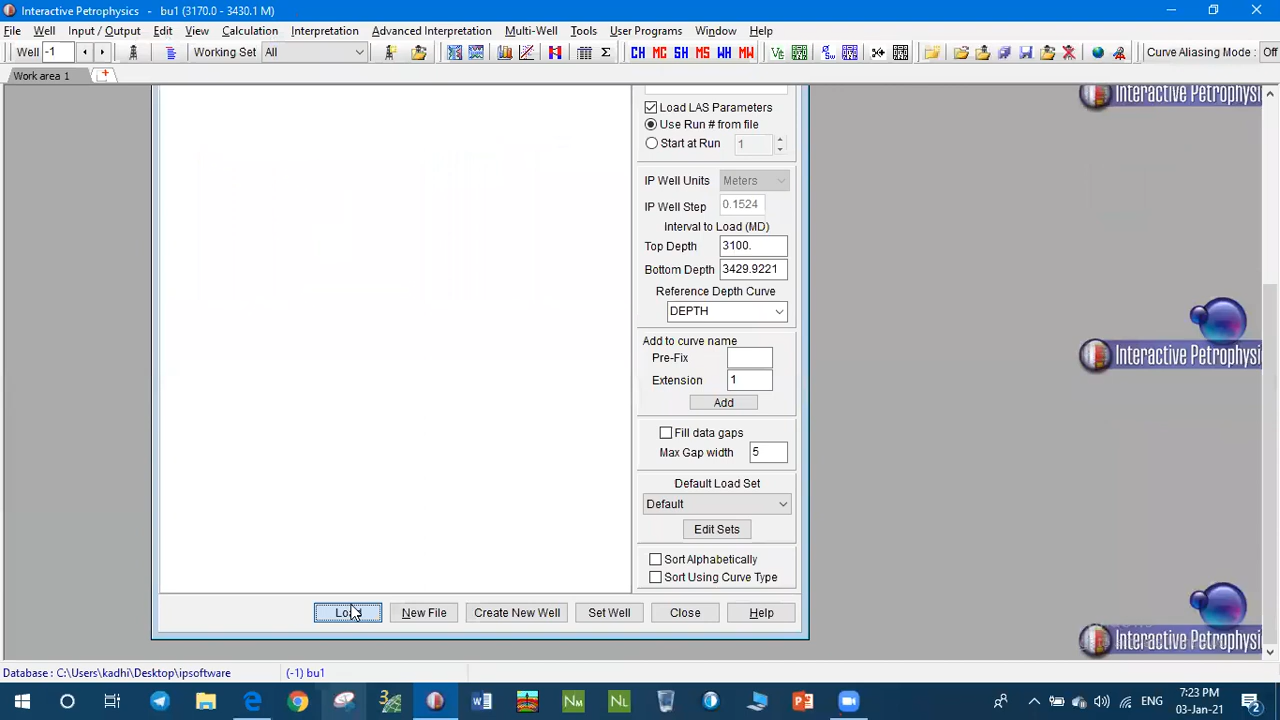 Interactive Petrophysics - bu1 (3170.0 - 3430.1 M)
File Well Input / Output Edit View Calculation Interpretation Advanced Interpretation Multi-Well Tools User Programs Window Help
Well -1 Working Set All CH MC SH MS WH MW Curve Aliasing Mode : Off
Work area 1
Interactive Petrophysi
Load LAS Parameters
Use Run # from file
Start at Run 1
IP Well Units Meters
IP Well Step 0.1524
Interval to Load (MD)
Top Depth 3100.
Bottom Depth 3429.9221
Reference Depth Curve
DEPTH
Interactive Petrophysic
Add to curve name
Pre-Fix
Extension 1
Add
Fill data gaps
Max Gap width 5
Default Load Set
Default
Edit Sets
Sort Alphabetically
Sort Using Curve Type
Load New File Create New Well Set Well Close Help
Interactive Petrophysi
Database : C:\Users\kadhi\Desktop\ipsoftware (-1) bu1
ENG
7:23 PM
03-Jan-21
2